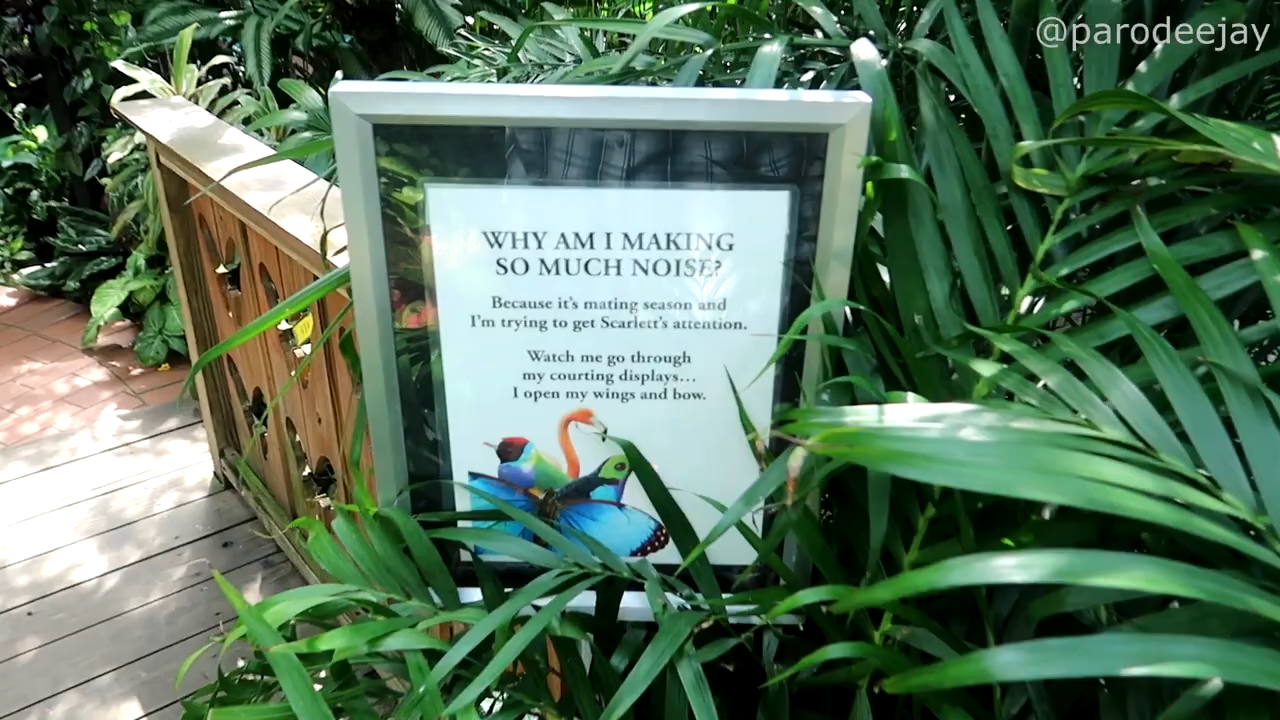 @parodeejay
WHY AM I MAKING
SO MUCH NOISE?
Because it's mating season and
I'm trying to get Scarlett's attention.
Watch me go through
my courting displays...
I open my wings and bow.